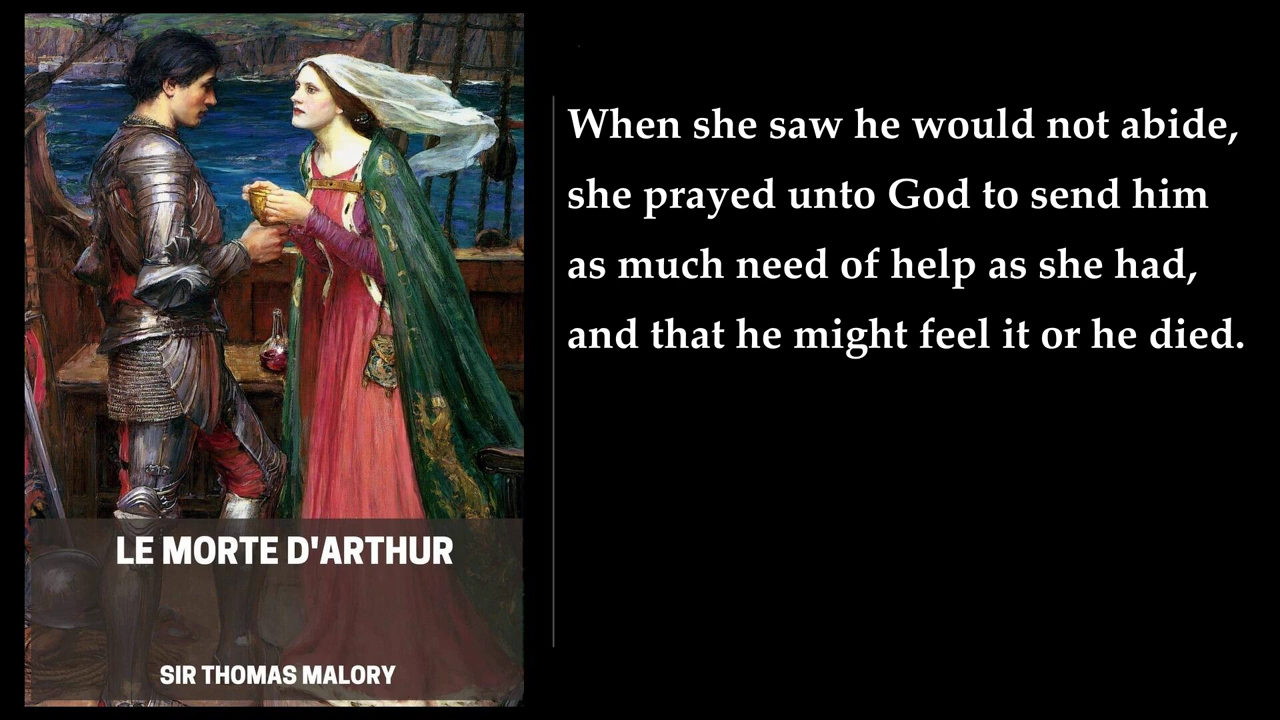 LE MORTE D'ARTHUR
SIR THOMAS MALORY
When she saw he would not abide,
she prayed unto God to send him
as much need of help as she had,
and that he might feel it or he died.